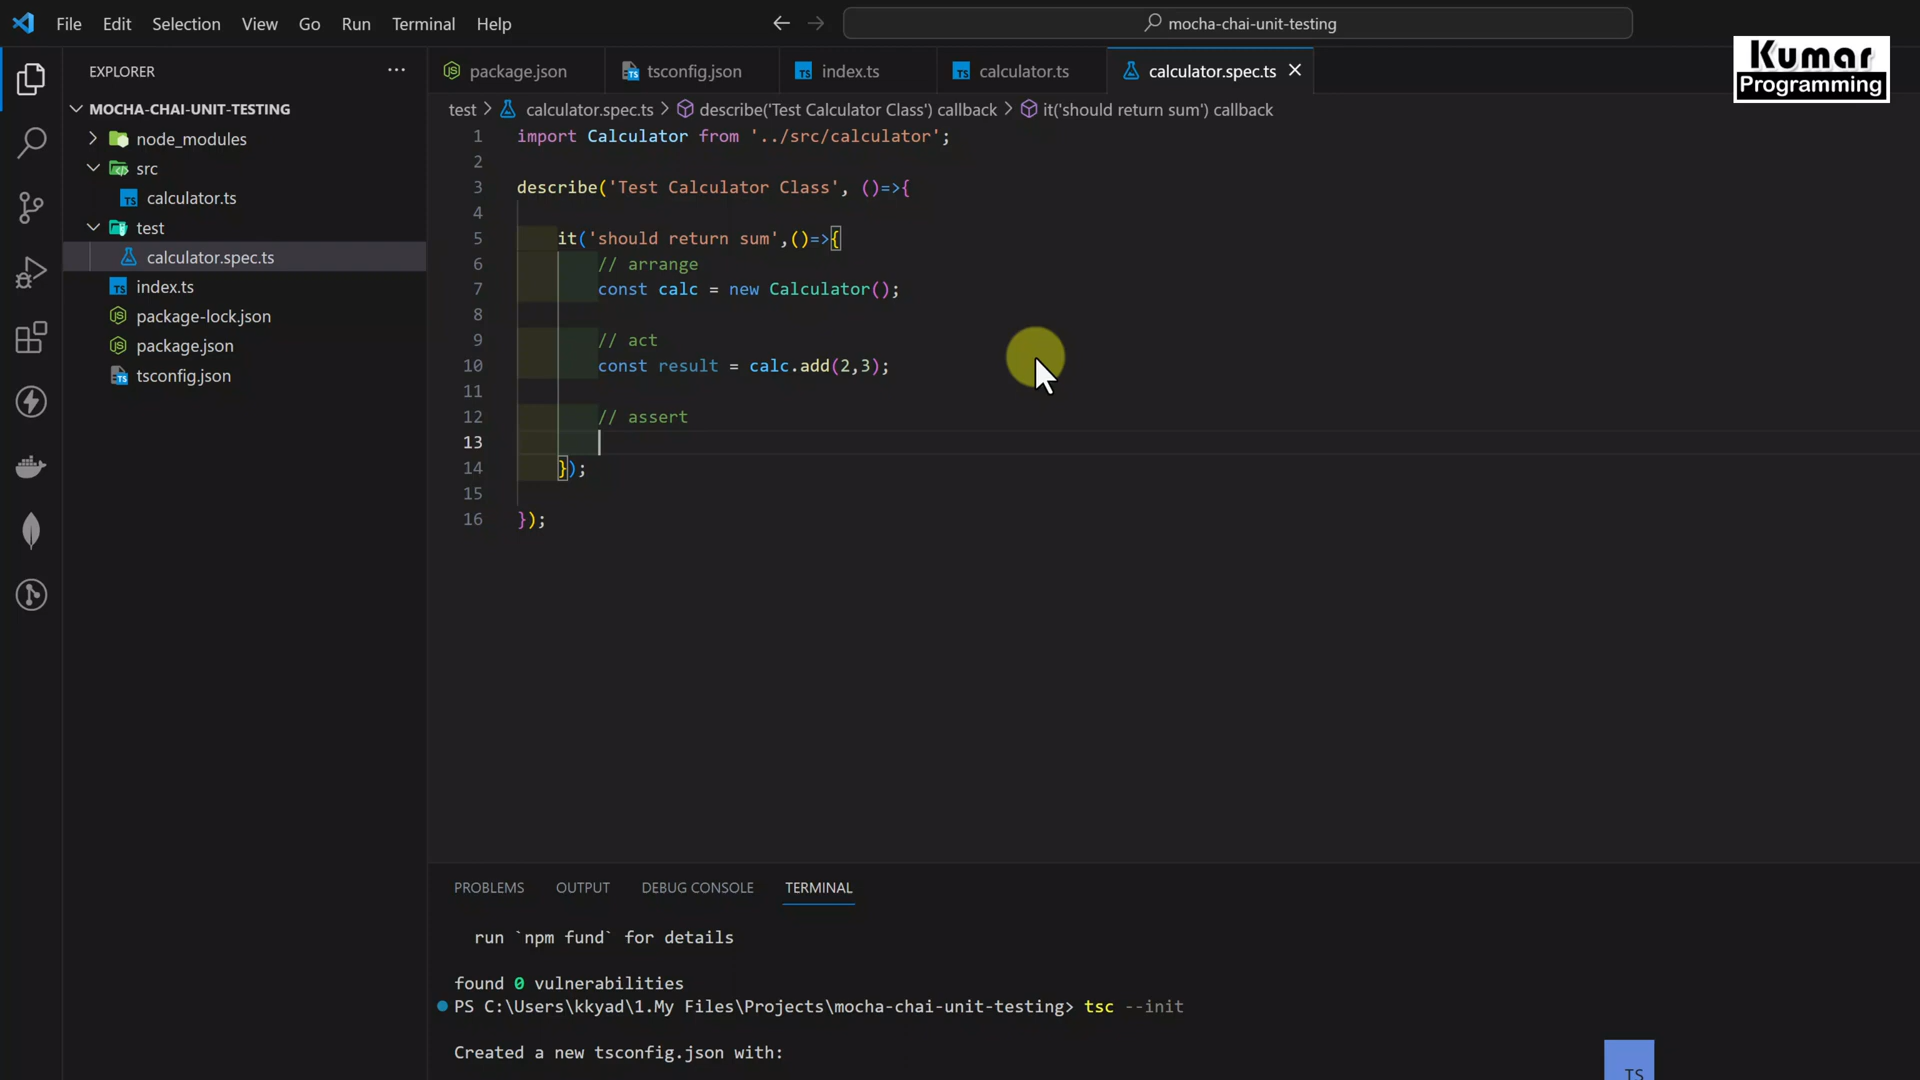 File Edit Selection View Go Run Terminal Help
mocha-chai-unit-testing
Kumar
Programming
EXPLORER
MOCHA-CHAI-UNIT-TESTING
node_modules
src
calculator.ts
test
calculator.spec.ts
index.ts
package-lock.json
package.json
tsconfig.json
package.json tsconfig.json index.ts calculator.ts calculator.spec.ts
test > calculator.spec.ts > describe('Test Calculator Class') callback > it('should return sum') callback
1 import Calculator from '../src/calculator';
2
3 describe('Test Calculator Class', ()=>{
4
5 it('should return sum',()=>{
6 // arrange
7 const calc = new Calculator();
8
9 // act
10 const result = calc.add(2,3);
11
12 // assert
13
14 });
15
16 });
PROBLEMS OUTPUT DEBUG CONSOLE TERMINAL
run `npm fund` for details
found 0 vulnerabilities
PS C:\Users\kkyad\1.My Files\Projects\mocha-chai-unit-testing> tsc --init
Created a new tsconfig.json with:
TS